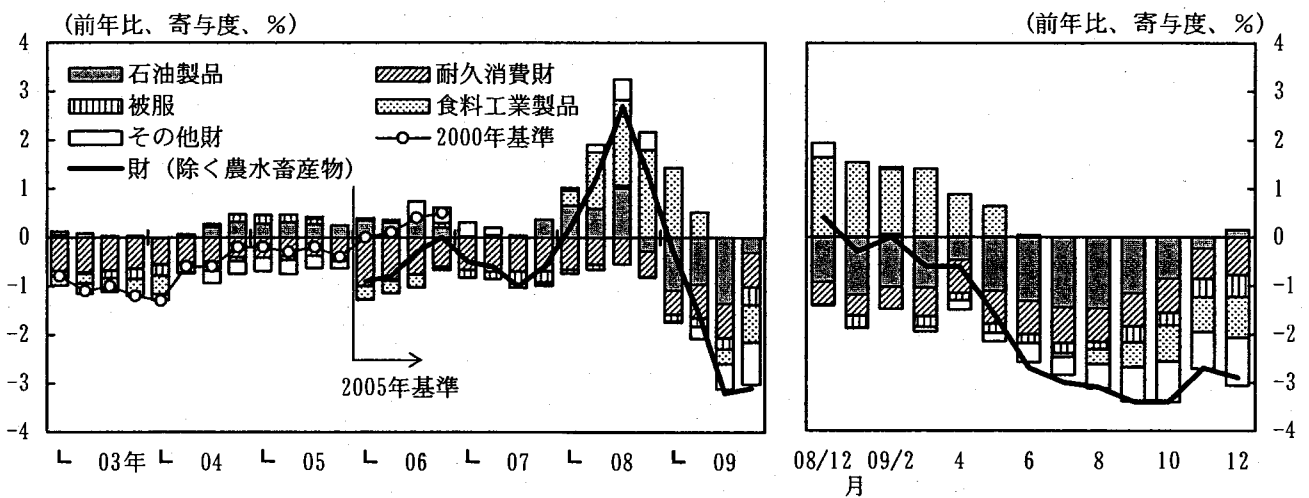 (前年比、寄与度、%)
4
3
2
1
0
-1
-2
-3
-4
石油製品
耐久消費財
被服
食料工業製品
その他財
2000年基準
財 (除く農水畜産物)
2005年基準
03年 04 05 06 07 08 09
(前年比、寄与度、%)
4
3
2
1
0
-1
-2
-3
-4
08/12 09/2 4 6 8 10 12
月